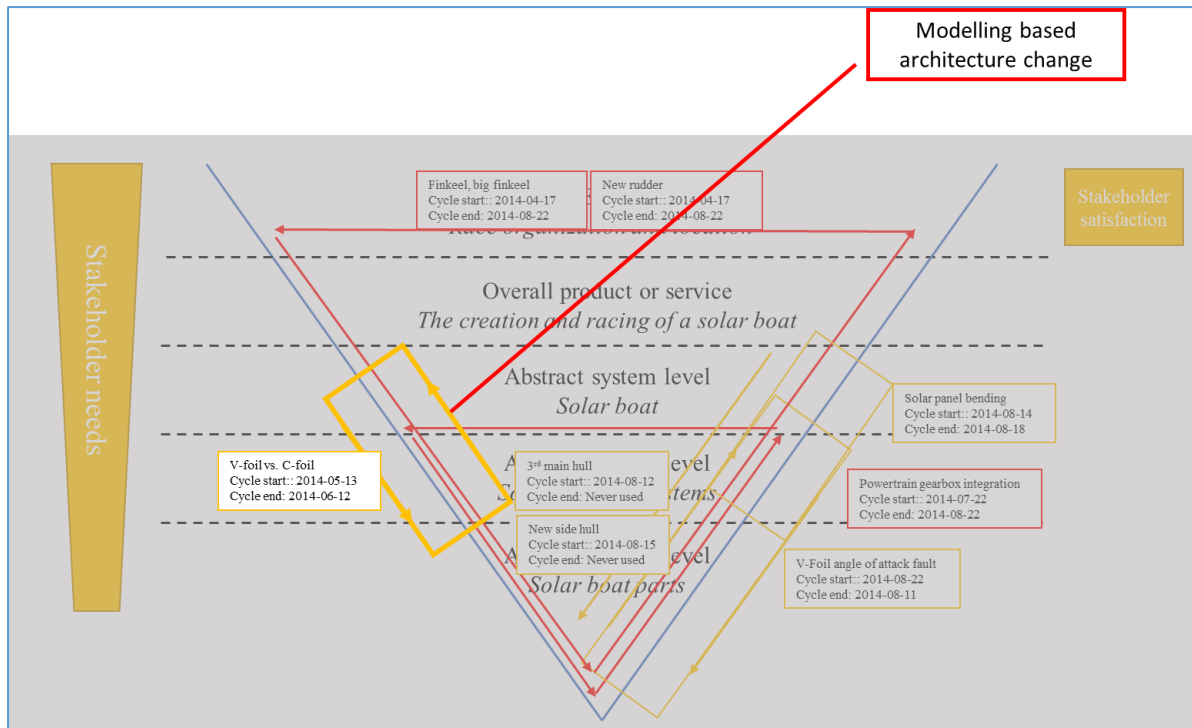 Modelling based
architecture change
Finkeel, big finkeel
Cycle start:: 2014-04-17
Cycle end: 2014-08-22
New rudder
Cycle start:: 2014-04-17
Cycle end: 2014-08-22
Race organization and location
Stakeholder needs
Stakeholder
satisfaction
Overall product or service
The creation and racing of a solar boat
Abstract system level
Solar boat
Solar panel bending
Cycle start:: 2014-08-14
Cycle end: 2014-08-18
V-foil vs. C-foil
Cycle start:: 2014-05-13
Cycle end: 2014-06-12
3rd main hull
Cycle start:: 2014-08-12
Cycle end: Never used
level
Powertrain gearbox integration
Cycle start:: 2014-07-22
Cycle end: 2014-08-22
New side hull
Cycle start:: 2014-08-15
Cycle end: Never used
level
Solar boat parts
V-Foil angle of attack fault
Cycle start:: 2014-08-22
Cycle end: 2014-08-11